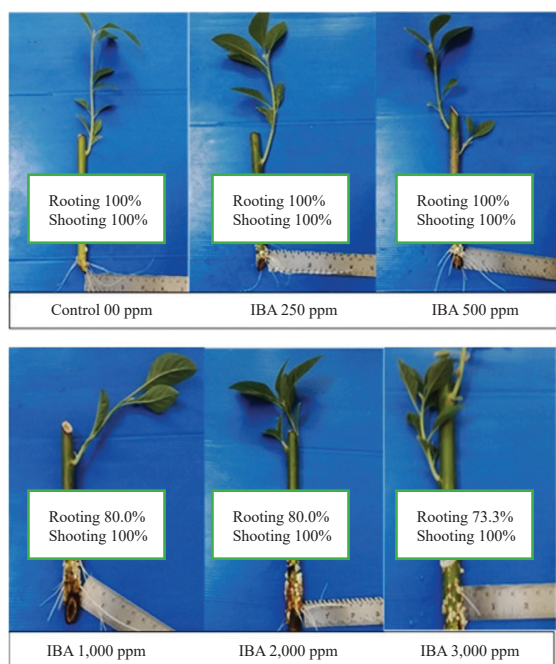 Rooting 100%
Shooting 100%
Rooting 100%
Shooting 100%
Rooting 100%
Shooting 100%
Control 00 ppm
IBA 250 ppm
IBA 500 ppm
Rooting 80.0%
Shooting 100%
Rooting 80.0%
Shooting 100%
Rooting 73.3%
Shooting 100%
IBA 1,000 ppm
IBA 2,000 ppm
IBA 3,000 ppm